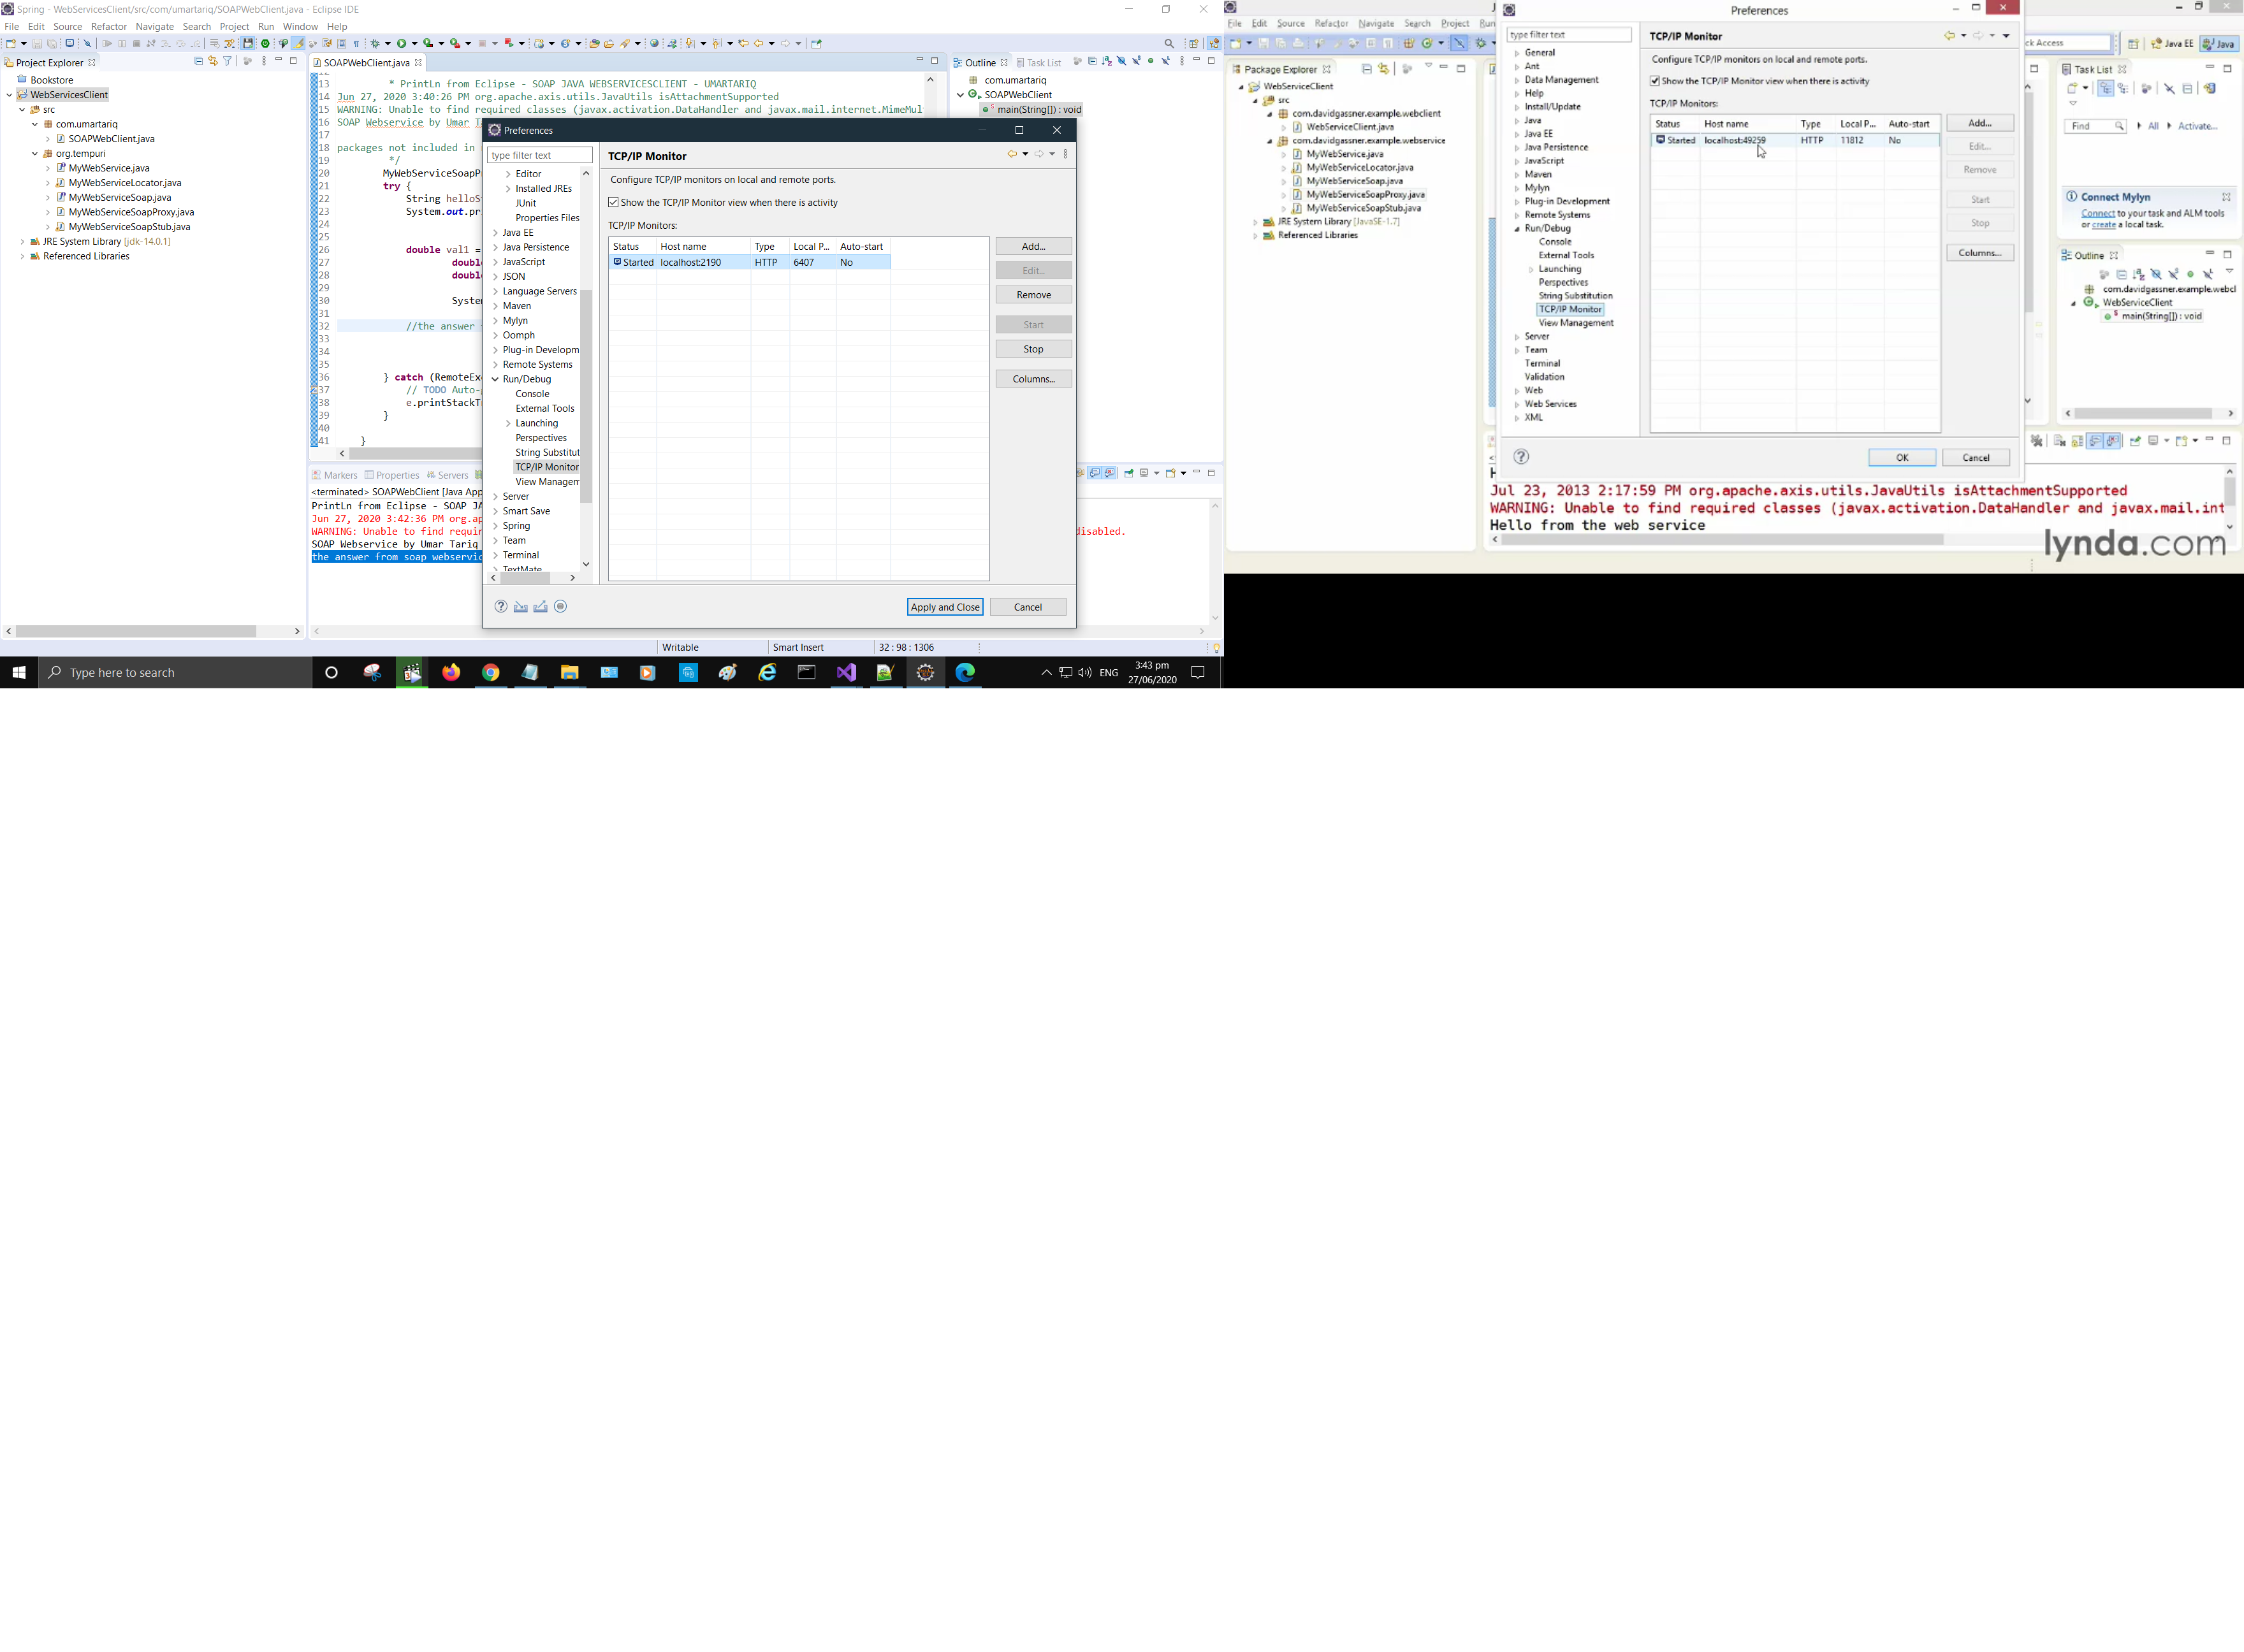 Spring - WebServicesClient/src/com/umartariq/SOAPWebClient.java - Eclipse IDE
File Edit Source Refactor Navigate Search Project Run Window Help
Project Explorer
Bookstore
WebServicesClient
src
com.umartariq
SOAPWebClient.java
org.tempuri
MyWebService.java
MyWebServiceLocator.java
MyWebServiceSoap.java
MyWebServiceSoapProxy.java
MyWebServiceSoapStub.java
JRE System Library [jdk-14.0.1]
Referenced Libraries
SOAPWebClient.java
13 * PrintLn from Eclipse - SOAP JAVA WEBSERVICESCLIENT - UMARTARIQ
14 Jun 27, 2020 3:40:26 PM org.apache.axis.utils.JavaUtils isAttachmentSupported
15 WARNING: Unable to find required classes (javax.activation.DataHandler and javax.mail.internet.MimeMul
16 SOAP Webservice by Umar T
17
18 packages not included in
19 */
20 MyWebServiceSoapP
21 try {
22 String helloS
23 System.out.pr
24
25
26 double val1 =
27 doubl
28 doubl
29
30 System
31
32 //the answer
33
34
35
36 } catch (RemoteExc
37 // TODO Auto-
38 e.printStackT
39 }
40
41 }
Outline Task List
com.umartariq
SOAPWebClient
main(String[]) : void
Markers Properties Servers
<terminated> SOAPWebClient [Java App
PrintLn from Eclipse - SOAP JA
Jun 27, 2020 3:42:36 PM org.ap
WARNING: Unable to find requir
disabled.
SOAP Webservice by Umar Tariq
the answer from soap webservic
Writable Smart Insert 32 : 98 : 1306
Preferences
type filter text
Editor
Installed JREs
JUnit
Properties Files
Java EE
Java Persistence
JavaScript
JSON
Language Servers
Maven
Mylyn
Oomph
Plug-in Developm
Remote Systems
Run/Debug
Console
External Tools
Launching
Perspectives
String Substitut
TCP/IP Monitor
View Managem
Server
Smart Save
Spring
Team
Terminal
TextMate
TCP/IP Monitor
Configure TCP/IP monitors on local and remote ports.
Show the TCP/IP Monitor view when there is activity
TCP/IP Monitors:
Status Host name Type Local P... Auto-start
Started localhost:2190 HTTP 6407 No
Add...
Edit...
Remove
Start
Stop
Columns...
Apply and Close Cancel
Type here to search
ENG
3:43 pm
27/06/2020
File Edit Source Refactor Navigate Search Project Run
Package Explorer
WebServiceClient
src
com.davidgassner.example.webclient
WebServiceClient.java
com.davidgassner.example.webservice
MyWebService.java
MyWebServiceLocator.java
MyWebServiceSoap.java
MyWebServiceSoapProxy.java
MyWebServiceSoapStub.java
JRE System Library [JavaSE-1.7]
Referenced Libraries
Preferences
type filter text
General
Ant
Data Management
Help
Install/Update
Java
Java EE
Java Persistence
JavaScript
Maven
Mylyn
Plug-in Development
Remote Systems
Run/Debug
Console
External Tools
Launching
Perspectives
String Substitution
TCP/IP Monitor
View Management
Server
Team
Terminal
Validation
Web
Web Services
XML
TCP/IP Monitor
Configure TCP/IP monitors on local and remote ports.
Show the TCP/IP Monitor view when there is activity
TCP/IP Monitors:
Status Host name Type Local P... Auto-start
Started localhost:49259 HTTP 11812 No
Add...
Edit...
Remove
Start
Stop
Columns...
OK Cancel
ck Access Java EE Java
Task List
Find All Activate...
Connect Mylyn
Connect to your task and ALM tools
or create a local task.
Outline
com.davidgassner.example.webcl
WebServiceClient
main(String[]) : void
Jul 23, 2013 2:17:59 PM org.apache.axis.utils.JavaUtils isAttachmentSupported
WARNING: Unable to find required classes (javax.activation.DataHandler and javax.mail.int
Hello from the web service
lynda.com